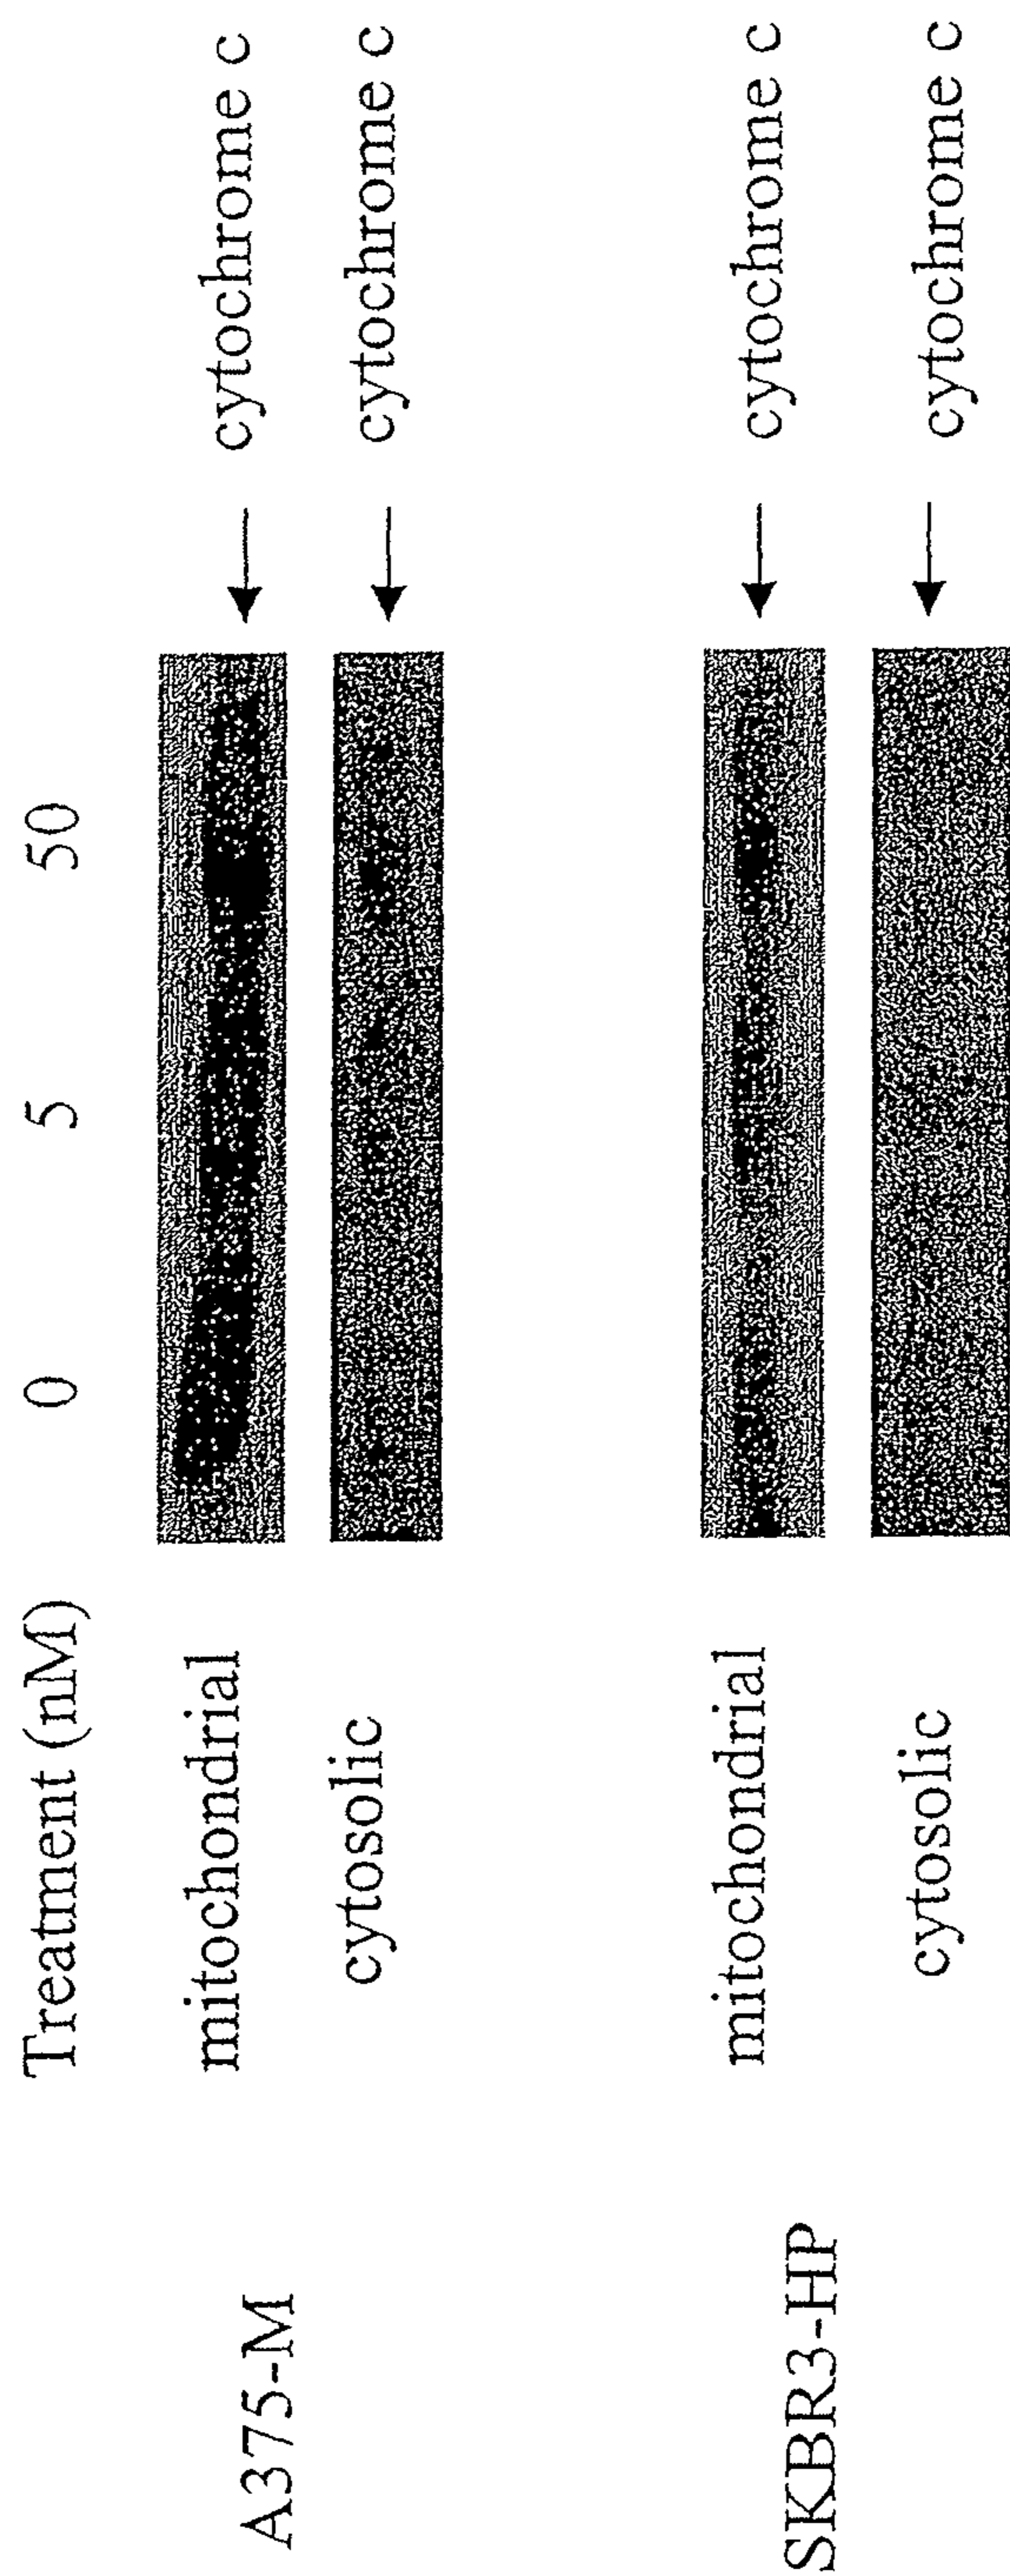 Treatment (nM) 0 5 50
A375-M
mitochondrial cytochrome c
cytosolic cytochrome c
SKBR3-HP
mitochondrial cytochrome c
cytosolic cytochrome c